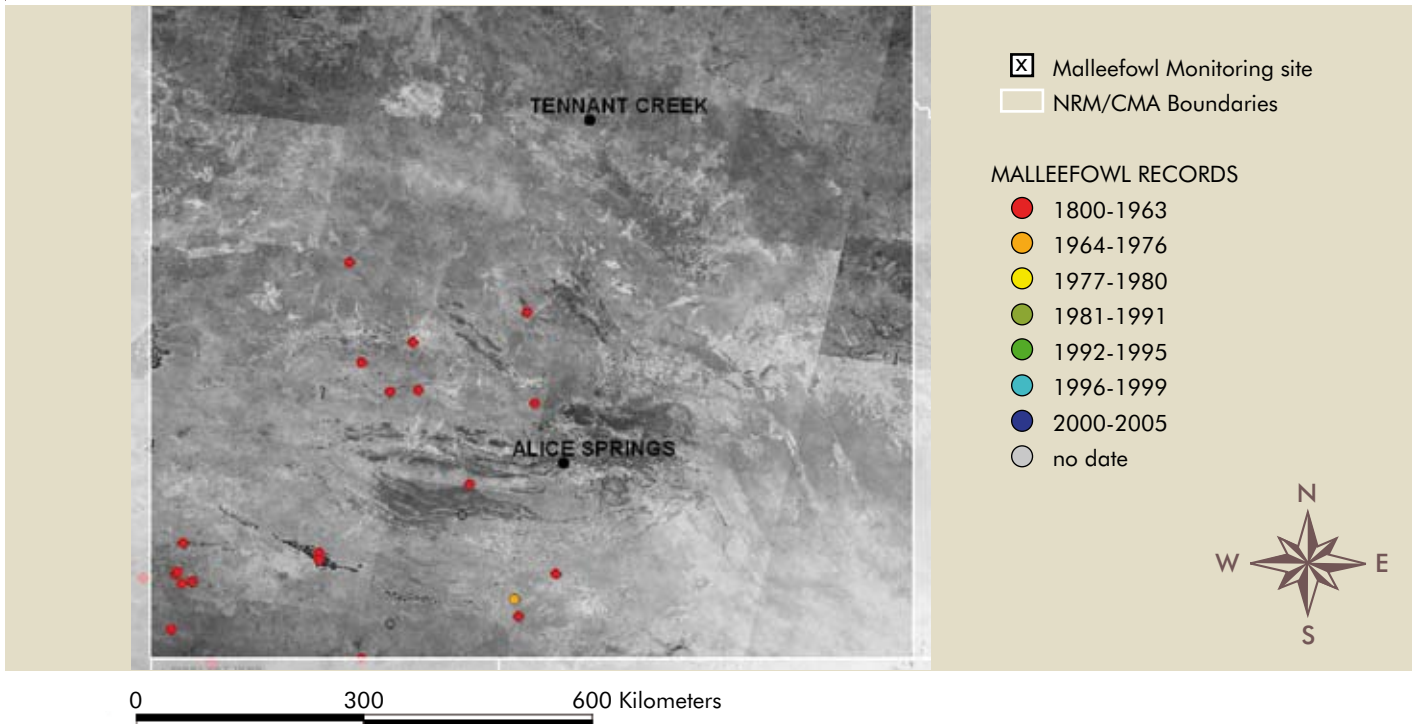 TENNANT CREEK
ALICE SPRINGS
X Malleefowl Monitoring site
NRM/CMA Boundaries
MALLEEFOWL RECORDS
1800-1963
1964-1976
1977-1980
1981-1991
1992-1995
1996-1999
2000-2005
no date
N
W E
S
0 300 600 Kilometers